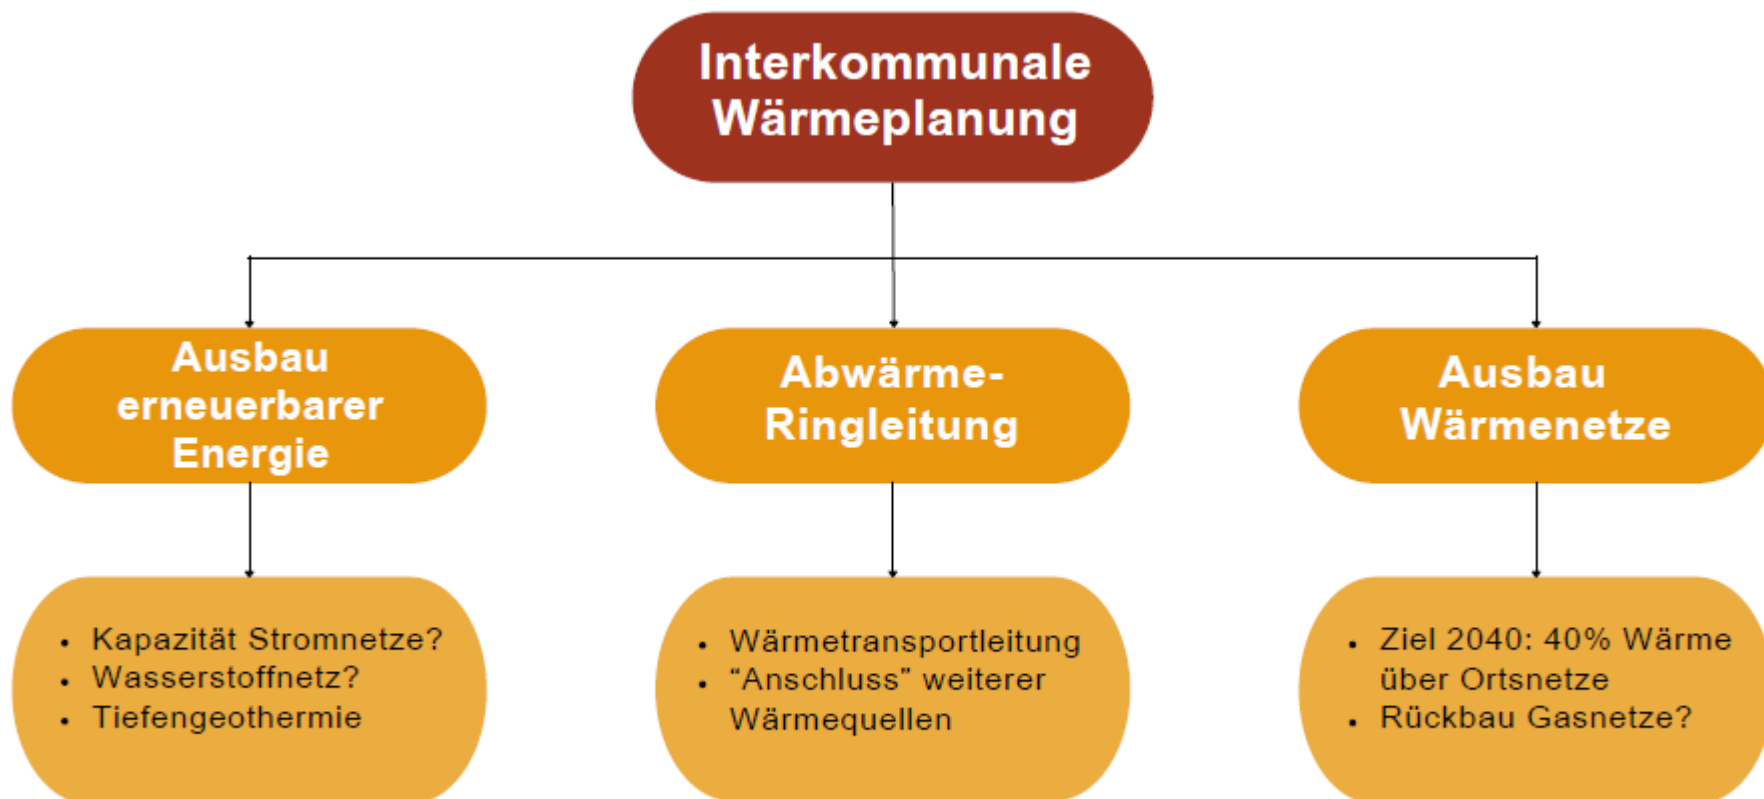 Interkommunale
Wärmeplanung
Ausbau
erneuerbarer
Energie
Abwärme-
Ringleitung
Ausbau
Wärmenetze
• Kapazität Stromnetze?
• Wasserstoffnetz?
• Tiefengeothermie
• Wärmetransportleitung
• “Anschluss” weiterer
Wärmequellen
• Ziel 2040: 40% Wärme
über Ortsnetze
• Rückbau Gasnetze?